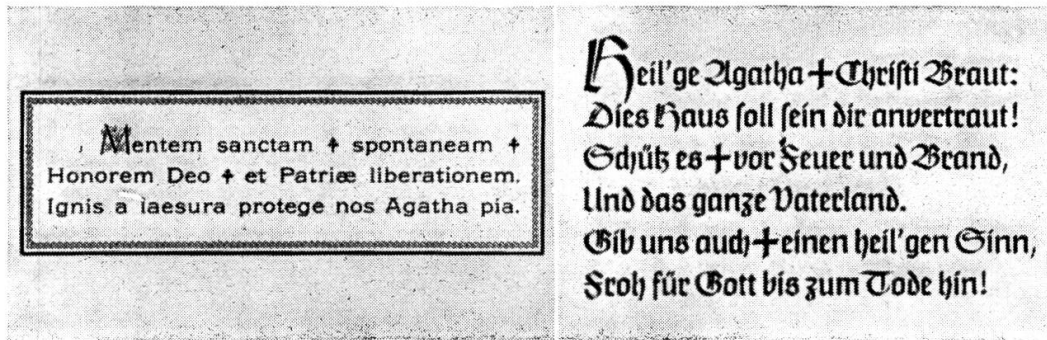 Mentem sanctam ✝ spontaneam ✝
Honorem Deo ✝ et Patriæ liberationem.
Ignis a iaesura protege nos Agatha pia.
Heil'ge Agatha ✝ Christi Braut:
Dies Haus soll sein dir anvertraut!
Schütz es ✝ vor Feuer und Brand,
Und das ganze Vaterland.
Gib uns auch ✝ einen heil'gen Sinn,
Froh für Gott bis zum Tode hin!